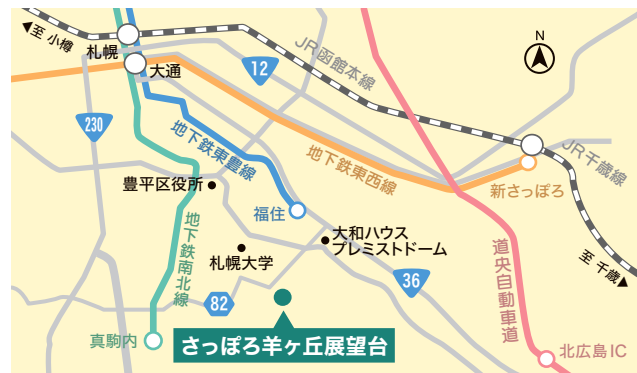 至 小樽
札幌
大通
JR函館本線
N
12
230
地下鉄東豊線
地下鉄東西線
JR千歳線
新さっぽろ
豊平区役所
福住
地下鉄南北線
札幌大学
大和ハウス
プレミストドーム
道央自動車道
至 千歳
36
82
真駒内
さっぽろ羊ヶ丘展望台
北広島IC